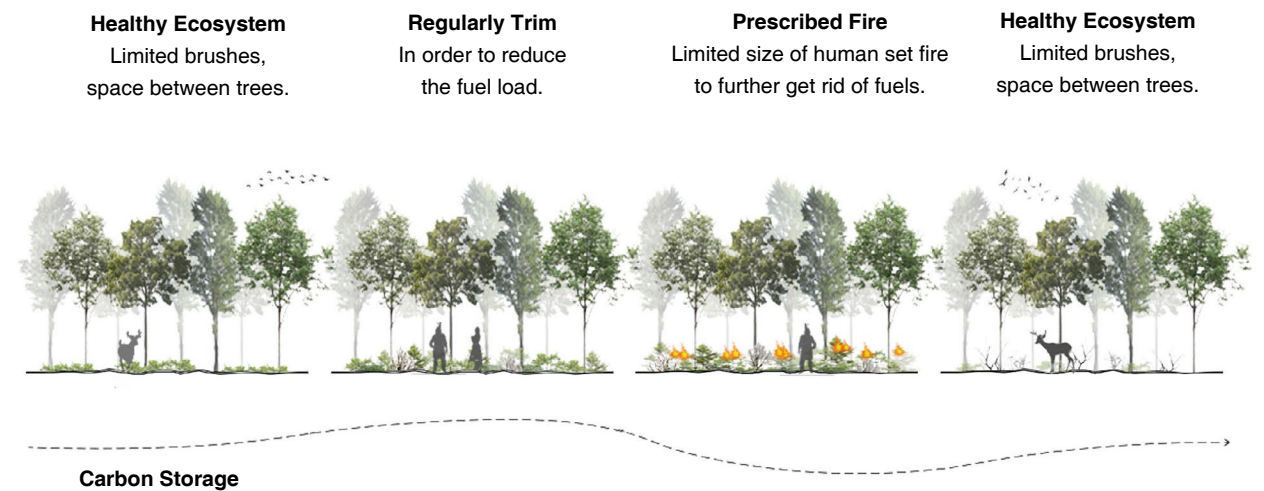 Healthy Ecosystem
Limited brushes,
space between trees.
Regularly Trim
In order to reduce
the fuel load.
Prescribed Fire
Limited size of human set fire
to further get rid of fuels.
Healthy Ecosystem
Limited brushes,
space between trees.
Carbon Storage